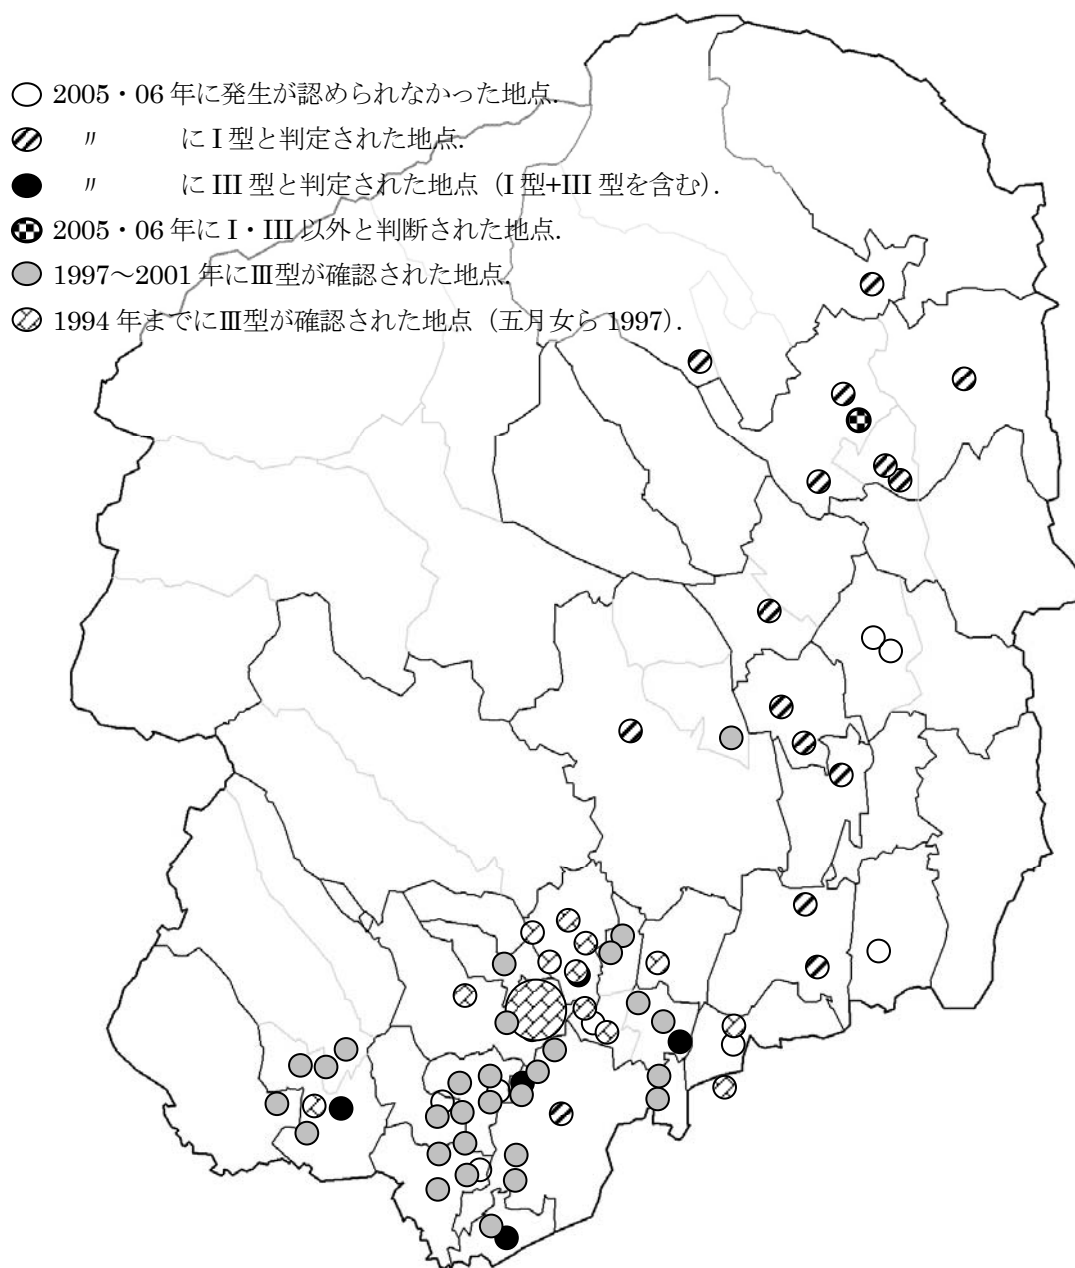 2005・06 年に発生が認められなかった地点.
〃 に I 型と判定された地点.
〃 に III 型と判定された地点（I 型+III 型を含む）.
2005・06 年に I・III 以外と判断された地点.
1997～2001 年にⅢ型が確認された地点.
1994 年までにⅢ型が確認された地点（五月女ら 1997）.